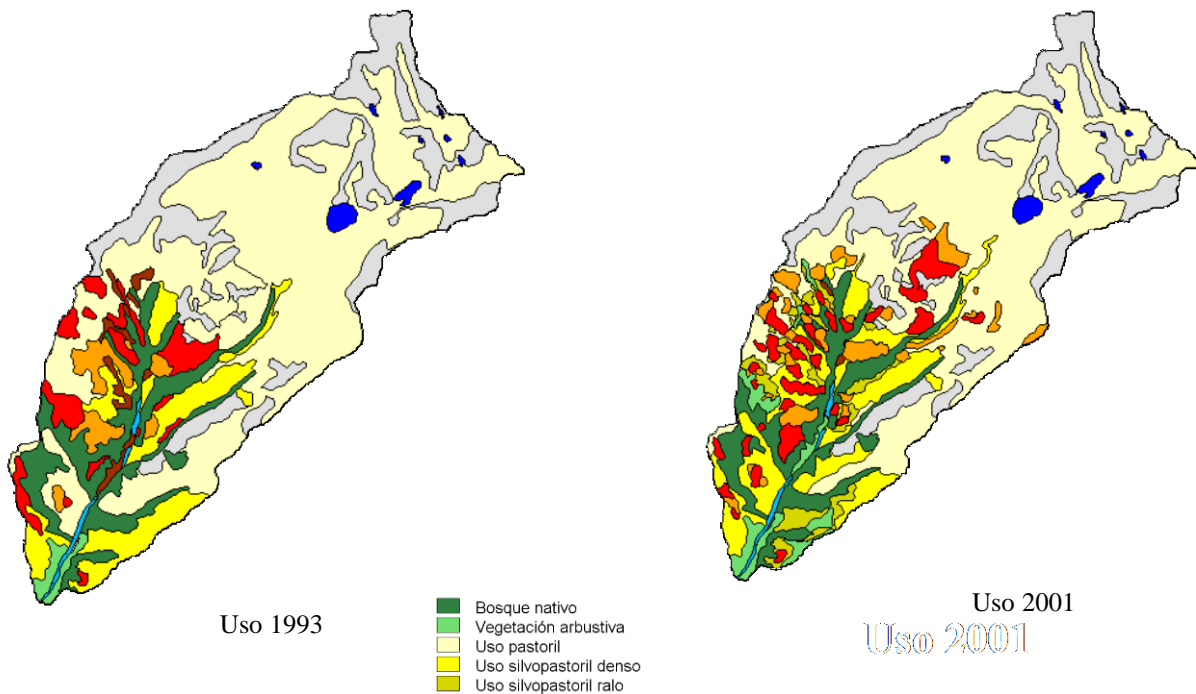 Uso 1993
Bosque nativo
Vegetación arbustiva
Uso pastoril
Uso silvopastoril denso
Uso silvopastoril ralo
Uso 2001
Uso 2001